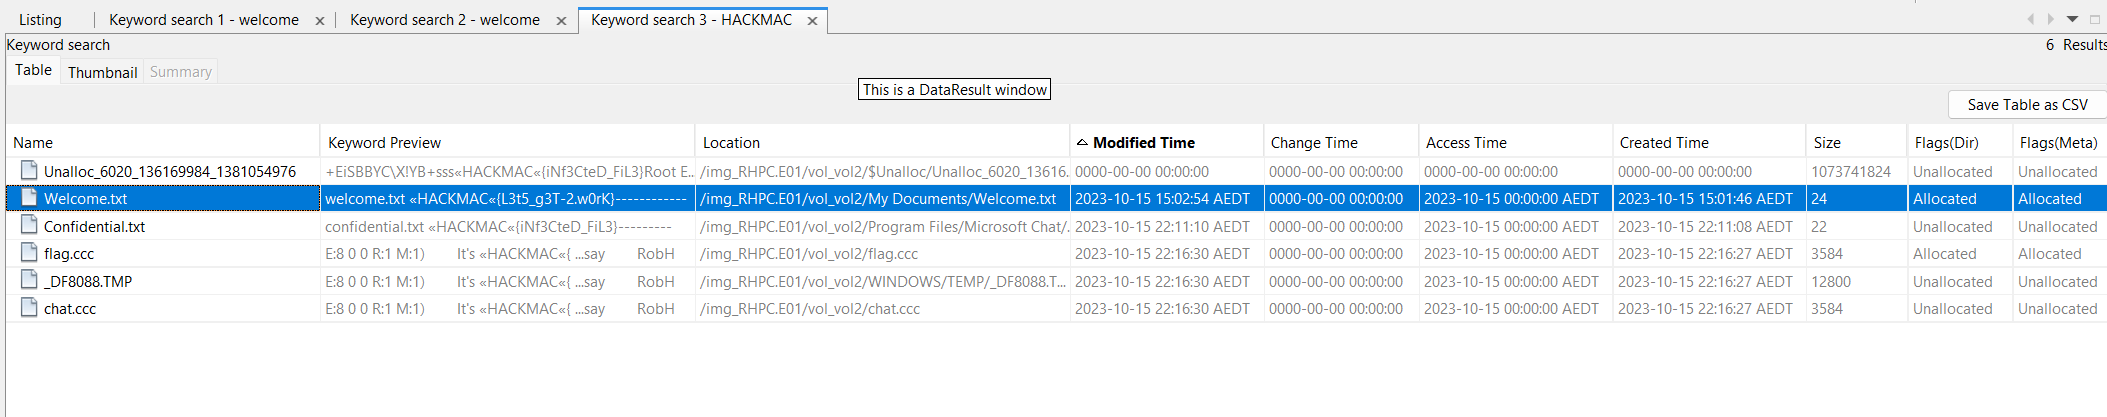 Listing Keyword search 1 - welcome × Keyword search 2 - welcome × Keyword search 3 - HACKMAC ×
Keyword search 6 Results
Table Thumbnail Summary
This is a DataResult window
Save Table as CSV
Name Keyword Preview Location Modified Time Change Time Access Time Created Time Size Flags(Dir) Flags(Meta)
Unalloc_6020_136169984_1381054976 +EiSBBYC\X!YB+sss«HACKMAC«{iNf3CteD_FiL3}Root E... /img_RHPC.E01/vol_vol2/$Unalloc/Unalloc_6020_13616... 0000-00-00 00:00:00 0000-00-00 00:00:00 0000-00-00 00:00:00 0000-00-00 00:00:00 1073741824 Unallocated Unallocated
Welcome.txt welcome.txt «HACKMAC«{L3t5_g3T-2.w0rK}------------ /img_RHPC.E01/vol_vol2/My Documents/Welcome.txt 2023-10-15 15:02:54 AEDT 0000-00-00 00:00:00 2023-10-15 00:00:00 AEDT 2023-10-15 15:01:46 AEDT 24 Allocated Allocated
Confidential.txt confidential.txt «HACKMAC«{iNf3CteD_FiL3}--------- /img_RHPC.E01/vol_vol2/Program Files/Microsoft Chat/... 2023-10-15 22:11:10 AEDT 0000-00-00 00:00:00 2023-10-15 00:00:00 AEDT 2023-10-15 22:11:08 AEDT 22 Unallocated Unallocated
flag.ccc E:8 0 0 R:1 M:1) It's «HACKMAC«{ ...say RobH /img_RHPC.E01/vol_vol2/flag.ccc 2023-10-15 22:16:30 AEDT 0000-00-00 00:00:00 2023-10-15 00:00:00 AEDT 2023-10-15 22:16:27 AEDT 3584 Allocated Allocated
_DF8088.TMP E:8 0 0 R:1 M:1) It's «HACKMAC«{ ...say RobH /img_RHPC.E01/vol_vol2/WINDOWS/TEMP/_DF8088.T... 2023-10-15 22:16:30 AEDT 0000-00-00 00:00:00 2023-10-15 00:00:00 AEDT 2023-10-15 22:16:27 AEDT 12800 Unallocated Unallocated
chat.ccc E:8 0 0 R:1 M:1) It's «HACKMAC«{ ...say RobH /img_RHPC.E01/vol_vol2/chat.ccc 2023-10-15 22:16:30 AEDT 0000-00-00 00:00:00 2023-10-15 00:00:00 AEDT 2023-10-15 22:16:27 AEDT 3584 Unallocated Unallocated